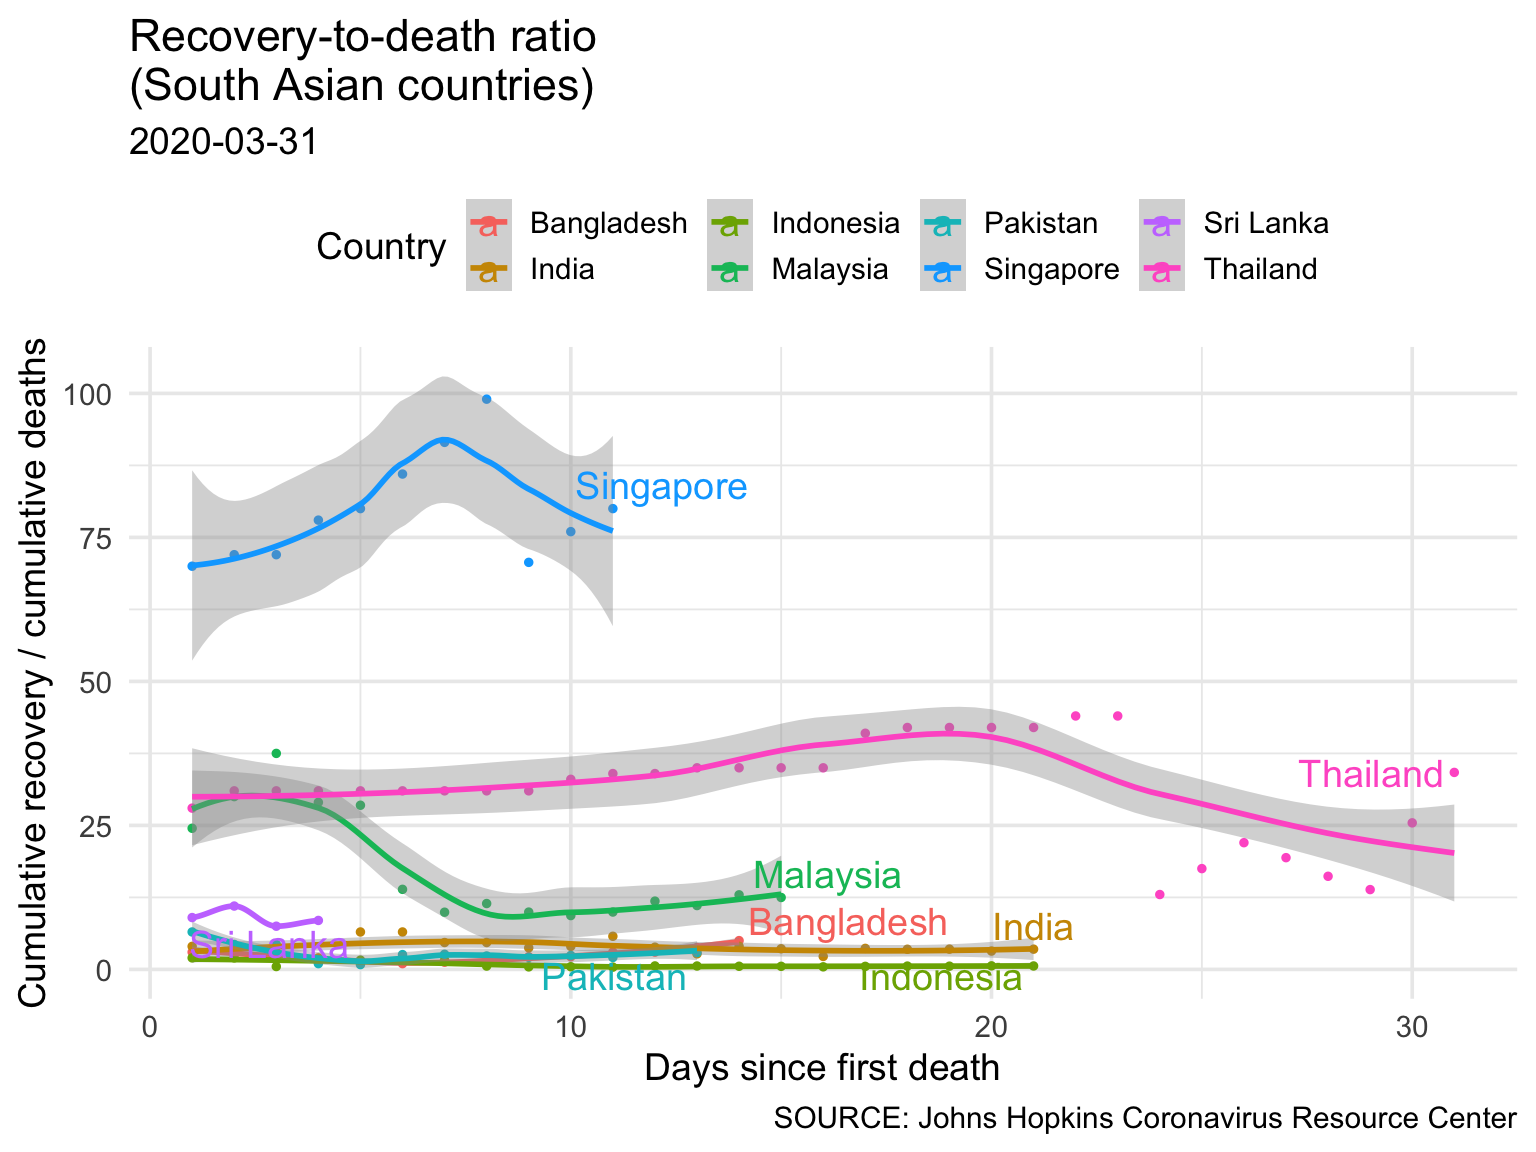 Recovery-to-death ratio
(South Asian countries)
2020-03-31
Country
a Bangladesh a Indonesia a Pakistan a Sri Lanka
a India a Malaysia a Singapore a Thailand
Cumulative recovery / cumulative deaths
100
75
50
25
0
Singapore
Thailand
Malaysia
Bangladesh
India
Sri Lanka
Pakistan
Indonesia
0 10 20 30
Days since first death
SOURCE: Johns Hopkins Coronavirus Resource Center